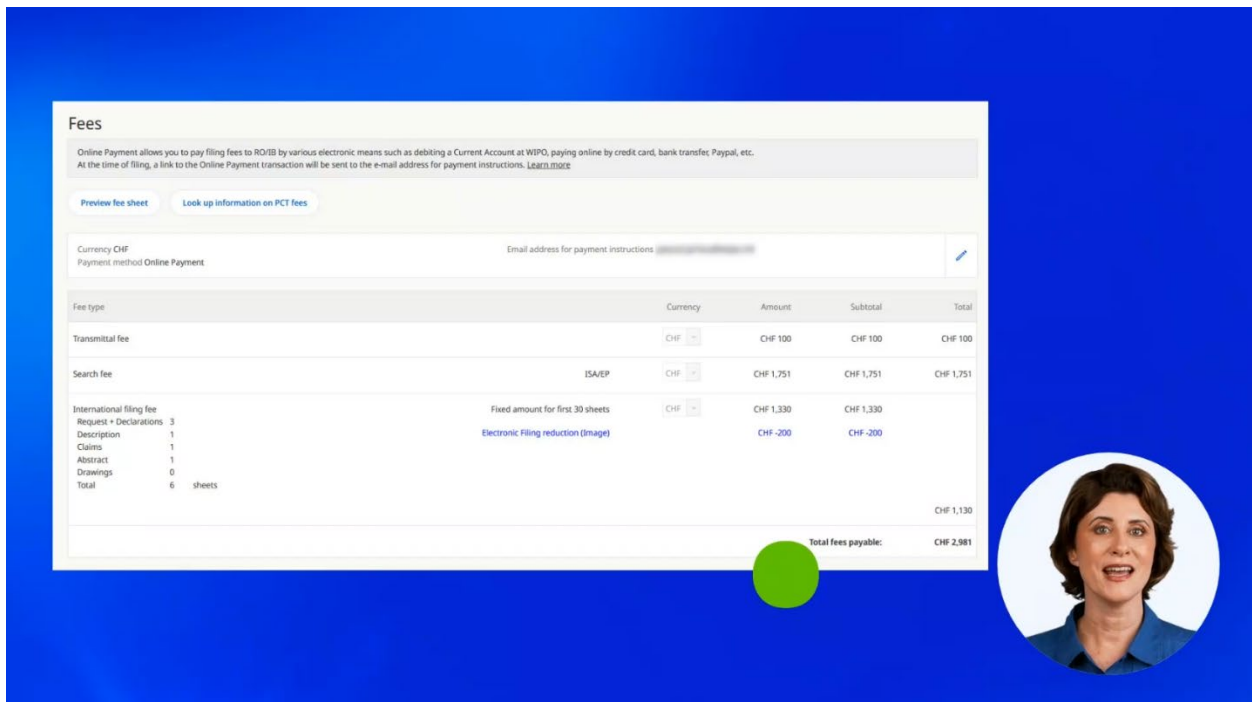 Fees
Online Payment allows you to pay filing fees to RO/IB by various electronic means such as debiting a Current Account at WIPO, paying online by credit card, bank transfer, Paypal, etc.
At the time of filing, a link to the Online Payment transaction will be sent to the e-mail address for payment instructions. Learn more
Preview fee sheet Look up information on PCT fees
Currency CHF Email address for payment instructions
Payment method Online Payment
Fee type Currency Amount Subtotal Total
Transmittal fee CHF CHF 100 CHF 100 CHF 100
Search fee ISA/EP CHF CHF 1,751 CHF 1,751 CHF 1,751
International filing fee Fixed amount for first 30 sheets CHF CHF 1,330 CHF 1,330
Request + Declarations 3
Description 1 Electronic Filing reduction (Image) CHF -200 CHF -200
Claims 1
Abstract 1
Drawings 0
Total 6 sheets
CHF 1,130
Total fees payable: CHF 2,981